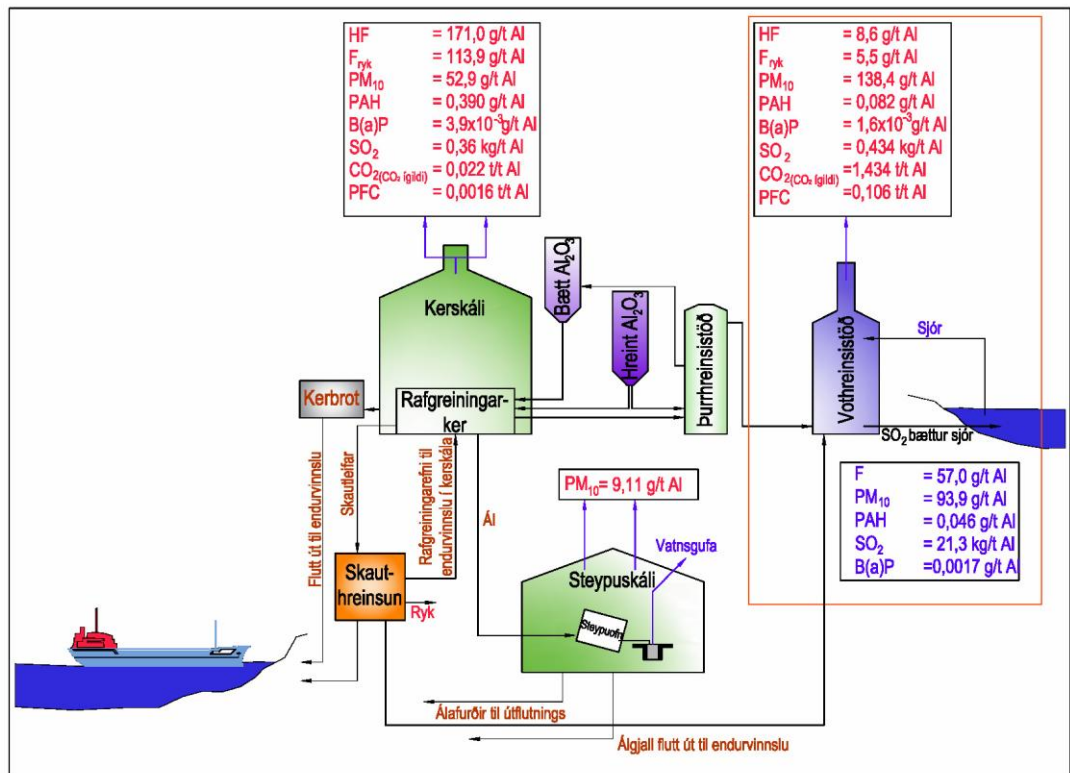 HF = 171,0 g/t Al
F ryk = 113,9 g/t Al
PM10 = 52,9 g/t Al
PAH = 0,390 g/t Al
B(a)P = 3,9x10⁻³g/t Al
SO2 = 0,36 kg/t Al
CO2(CO2 ígildi) = 0,022 t/t Al
PFC = 0,0016 t/t Al
HF = 8,6 g/t Al
F ryk = 5,5 g/t Al
PM10 = 138,4 g/t Al
PAH = 0,082 g/t Al
B(a)P = 1,6x10⁻³g/t Al
SO2 = 0,434 kg/t Al
CO2(CO2 ígildi) =1,434 t/t Al
PFC =0,106 t/t Al
Kerskáli
Bætt Al2O3
Hreint Al2O3
Þurrhreinsistöð
Vothreinsistöð
Sjór
SO2 bættur sjór
Kerbrot
Rafgreiningar-
ker
Flutt út til endurvinnslu
Skautleifar
Rafgreiningarefni til
endurvinnslu í kerskála
Ál
PM10= 9,11 g/t Al
Vatnsgufa
F = 57,0 g/t Al
PM10 = 93,9 g/t Al
PAH = 0,046 g/t Al
SO2 = 21,3 kg/t Al
B(a)P =0,0017 g/t Al
Skaut-
hreinsun
Ryk
Steypuskáli
Steypuofn
Álafurðir til útflutnings
Álgjall flutt út til endurvinnslu